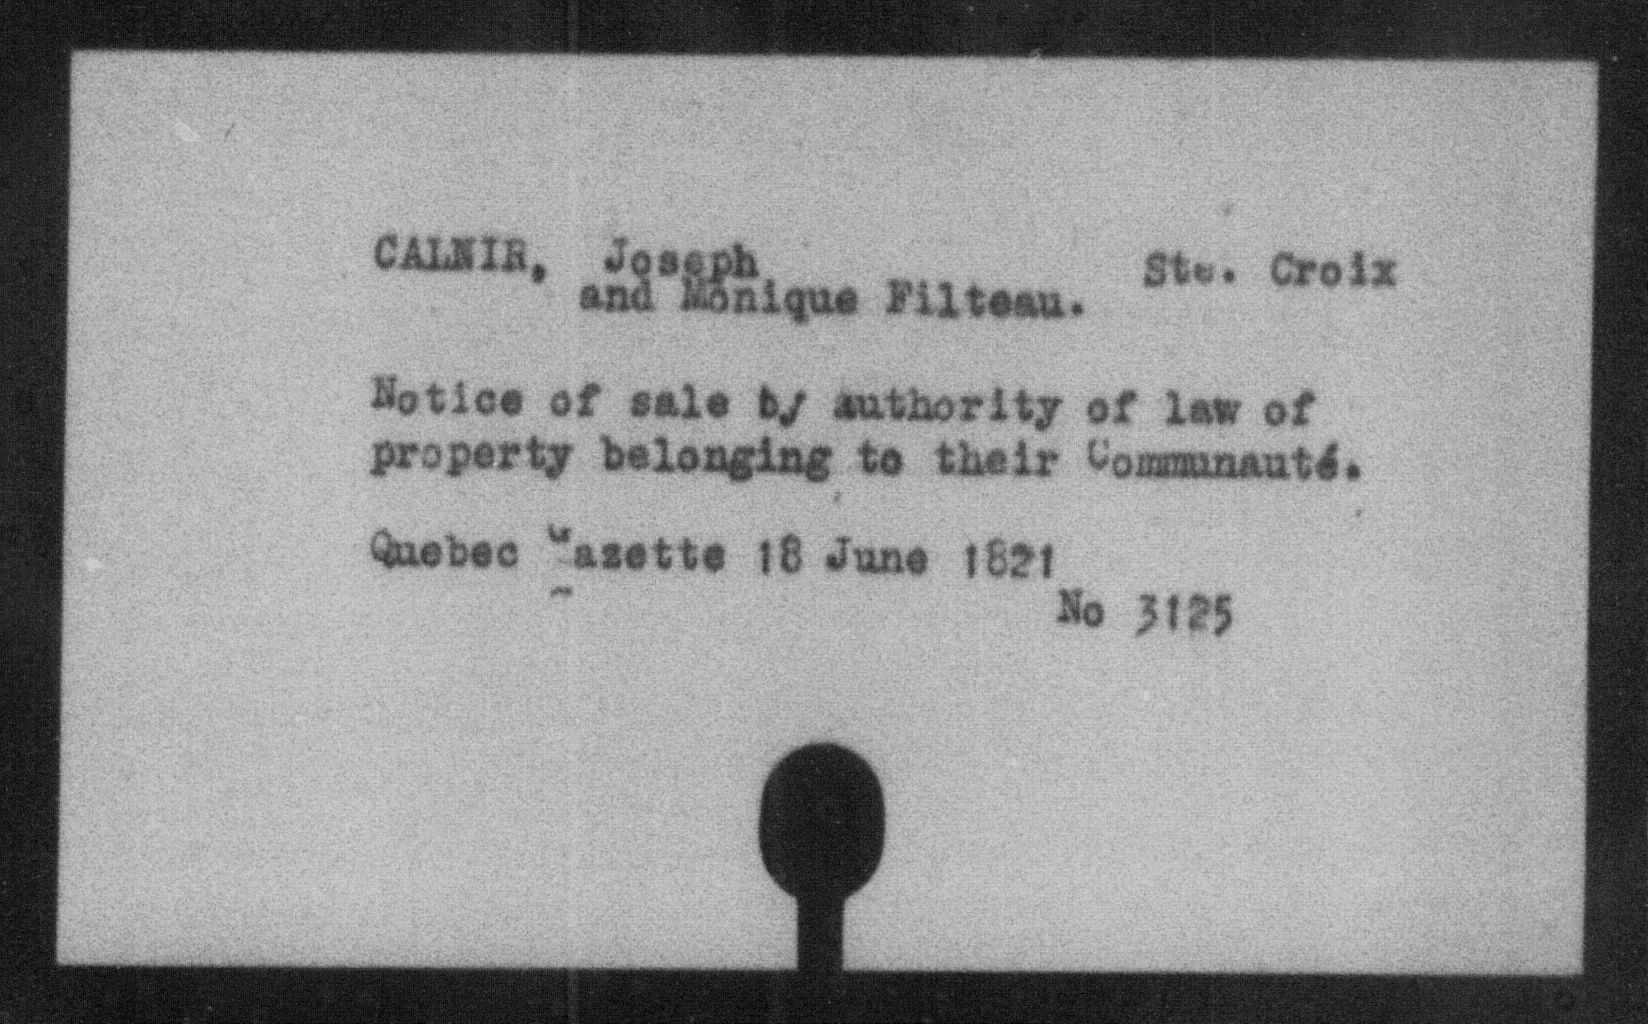 CALNIR, Joseph Ste. Croix
and Monique Filteau.
Notice of sale by authority of law of
property belonging to their Communauté.
Quebec Gazette 18 June 1821
No 3125